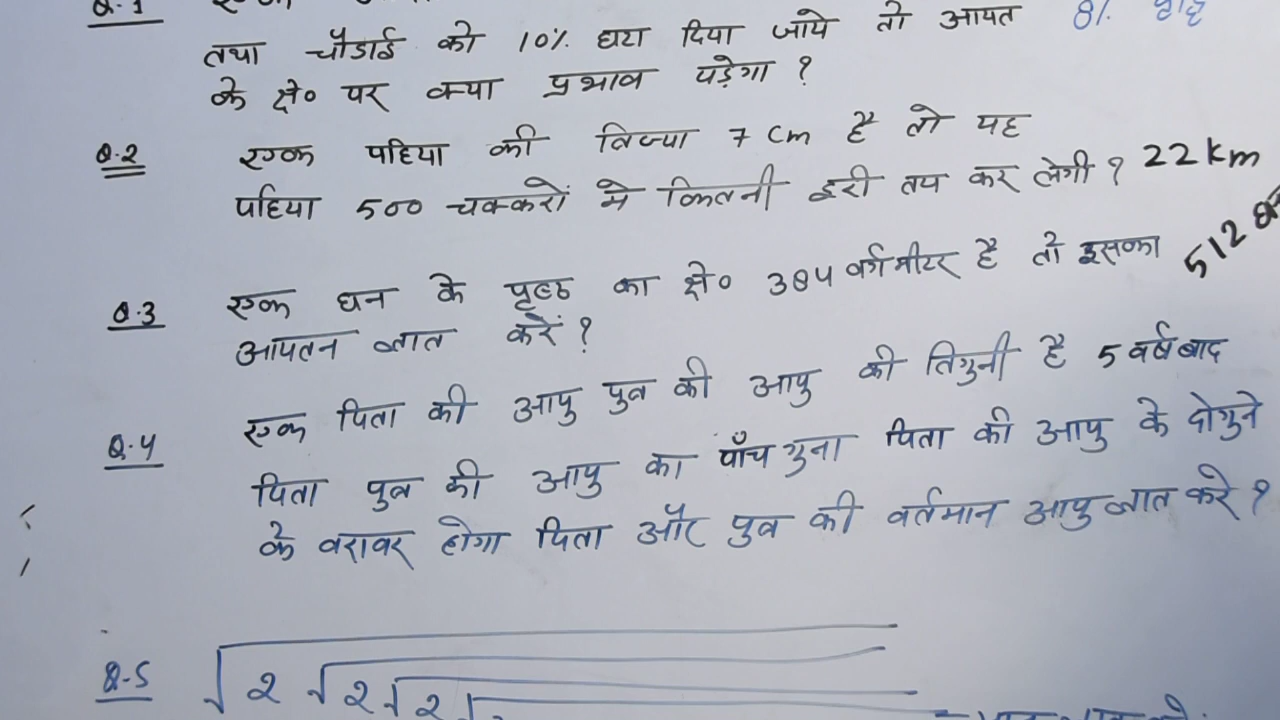 Q.1
तथा चौडाई को 10% घटा दिया जाये तो आयत 8%
के क्षे० पर क्या प्रभाव पड़ेगा ?
Q.2 एक पहिया की त्रिज्या 7 cm है तो यह
पहिया 500 चक्करों मे कितनी दूरी तय कर लेगी ? 22 km
Q.3 एक घन के पृष्ठ का क्षे० 384 वर्ग मीटर है तो इसका 512
आयतन ज्ञात करें ?
Q.4 एक पिता की आयु पुत्र की आयु की तिगुनी है 5 वर्ष बाद
पिता पुत्र की आयु का पाँच गुना पिता की आयु के दोगुने
के बराबर होगा पिता और पुत्र की वर्तमान आयु ज्ञात करे ?
Q.5 √2 √2 √2 √